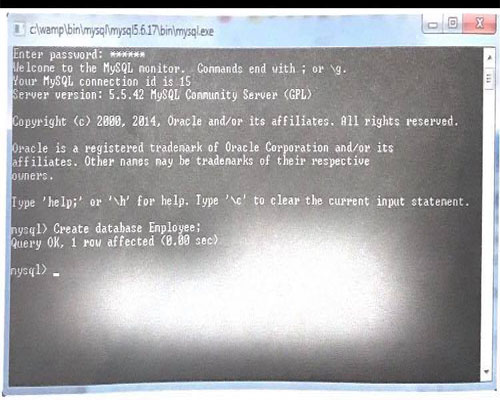 c:\wamp\bin\mysql\mysql5.6.17\bin\mysql.exe
Enter password: ******
Welcome to the MySQL monitor. Commands end with ; or \g.
Your MySQL connection id is 15
Server version: 5.5.42 MySQL Community Server (GPL)
Copyright (c) 2000, 2014, Oracle and/or its affiliates. All rights reserved.
Oracle is a registered trademark of Oracle Corporation and/or its
affiliates. Other names may be trademarks of their respective
owners.
Type 'help;' or '\h' for help. Type '\c' to clear the current input statement.
mysql> Create database Employee;
Query OK, 1 row affected (0.00 sec)
mysql> _